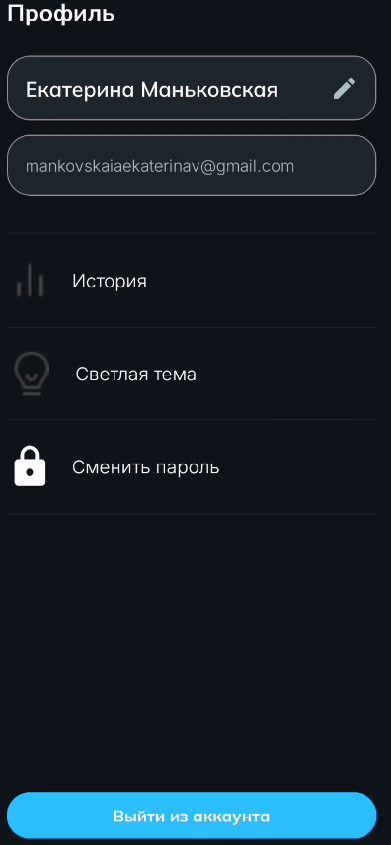 Профиль
Екатерина Маньковская
mankovskaiaekaterinav@gmail.com
История
Светлая тема
Сменить пароль
Выйти из аккаунта